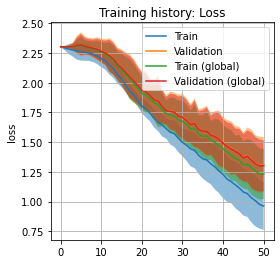 Training history: Loss
2.50
2.25
2.00
1.75
1.50
1.25
1.00
0.75
loss
Train
Validation
Train (global)
Validation (global)
0 10 20 30 40 50